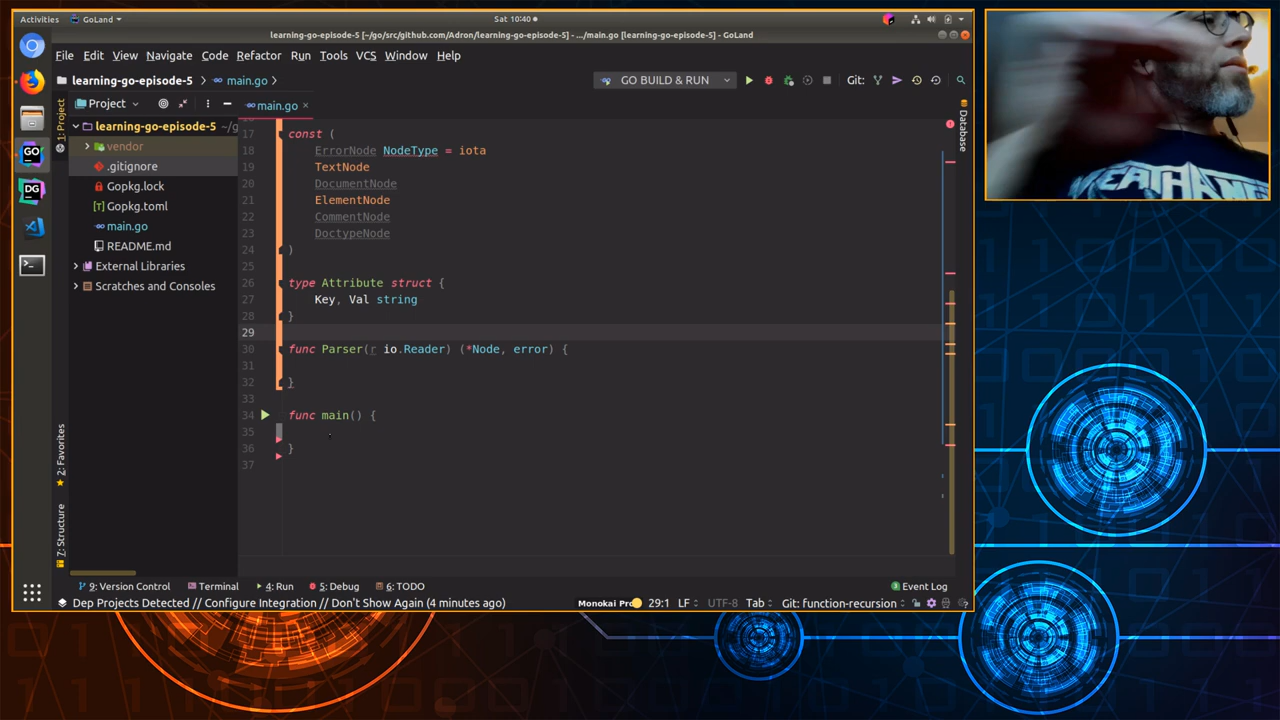 Activities
GoLand
Sat 10:40
learning-go-episode-5 [~/go/src/github.com/Adron/learning-go-episode-5] - .../main.go [learning-go-episode-5] - GoLand
File Edit View Navigate Code Refactor Run Tools VCS Window Help
learning-go-episode-5 main.go
GO BUILD & RUN
Git:
1: Project
Project
main.go
Database
learning-go-episode-5 ~/g
vendor
.gitignore
Gopkg.lock
Gopkg.toml
main.go
README.md
External Libraries
Scratches and Consoles
17 const (
18 ErrorNode NodeType = iota
19 TextNode
20 DocumentNode
21 ElementNode
22 CommentNode
23 DoctypeNode
24 )
25
26 type Attribute struct {
27 Key, Val string
28 }
29
30 func Parser(r io.Reader) (*Node, error) {
31
32 }
33
34 func main() {
35
36 }
37
2: Favorites
7: Structure
9: Version Control Terminal 4: Run 5: Debug 6: TODO Event Log
Dep Projects Detected // Configure Integration // Don't Show Again (4 minutes ago)
Monokai Pro 29:1 LF UTF-8 Tab Git: function-recursion
GO
DG